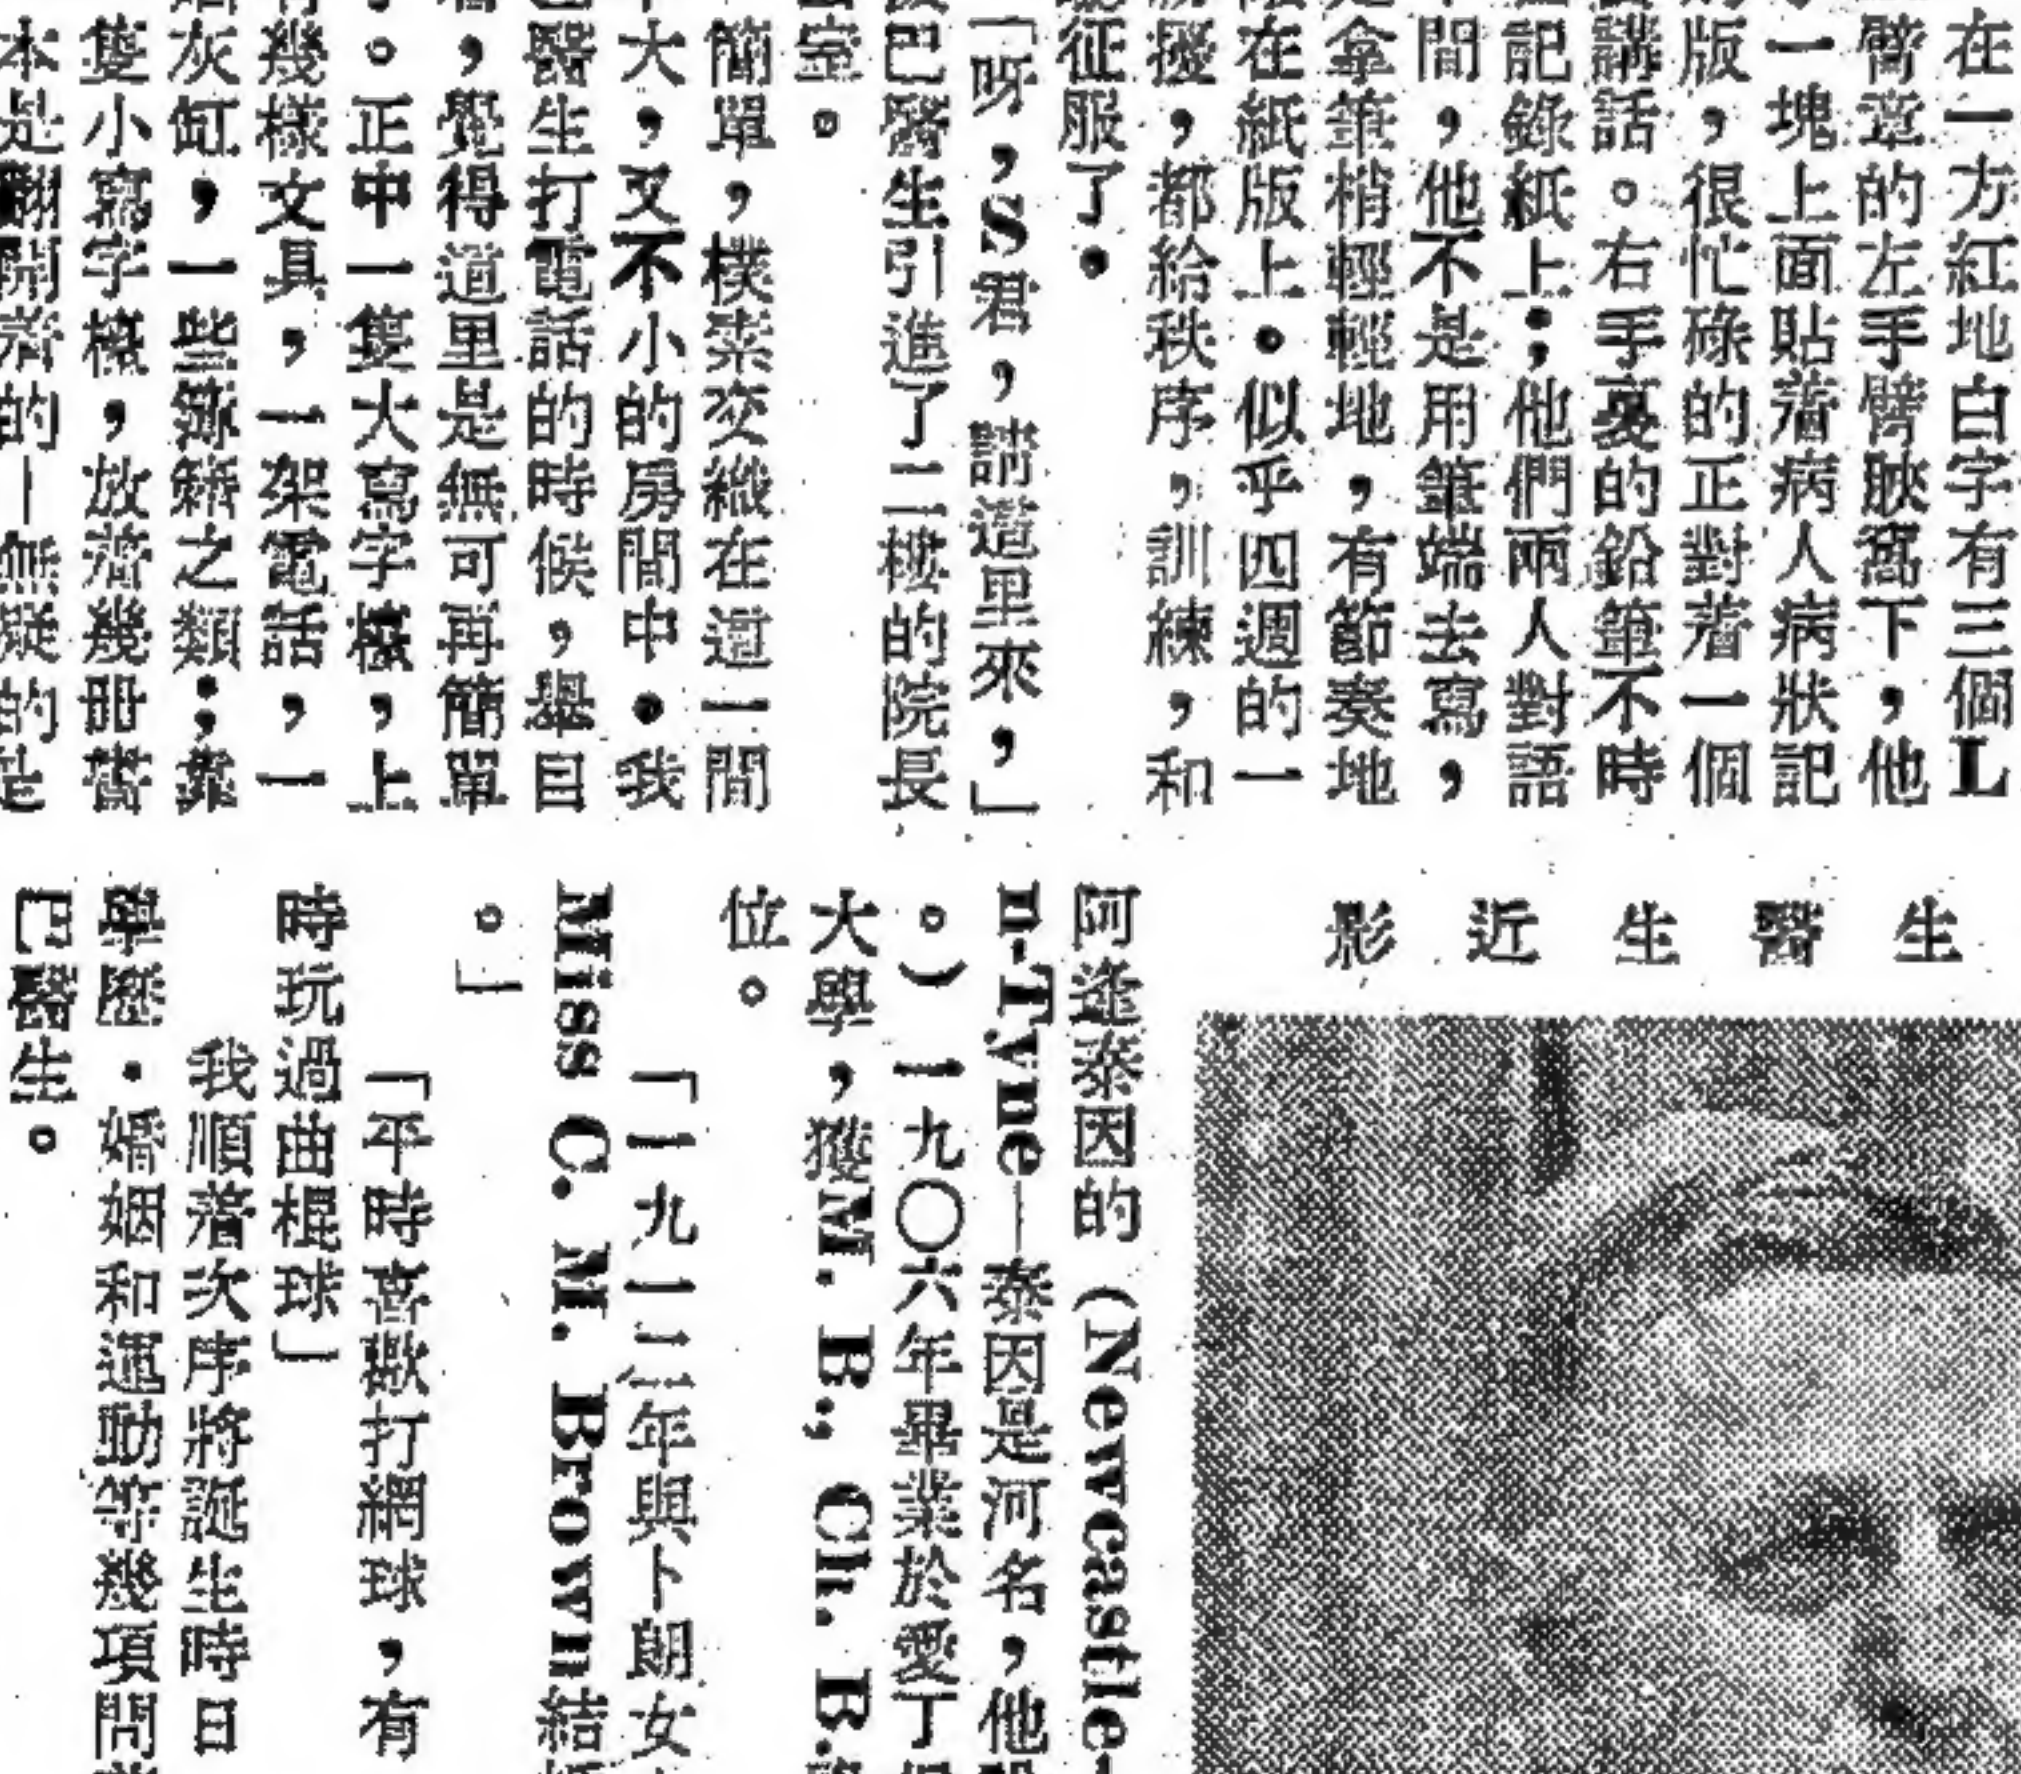 在一方紅地白字有三個L
臂章的左手臂腋窩下，他
一塊上面貼着病人病狀記
版，很忙碌的正對着一個
講話。右手憂的鉛筆不時
記錄紙上；他們兩人對語
間，他不是用筆端去寫，
拿筆梢輕輕地，有節奏地
在紙版上。似乎四週的一
擾，都給秩序，訓練，和
征服了。
「呀，S君，請這里來，」
巴醫生引進了二樓的院長
室。
簡單，樸素交織在這一間
大，又不小的房間中。我
醫生打電話的時候，舉目
，覺得這里是無可再簡單
。正中一隻大寫字檯，上
幾樣文具，一架電話，一
灰缸，一些簿籍之類；靠
隻小寫字檯，放着幾冊書
本是翻開着的—無疑的是
生醫生近影
阿逢泰因的 (Newcastle-
n-Tyne—泰因是河名，他
。) 一九〇六年畢業於愛丁
大學，獲M. B., Ch. B.
位。
「一九一二年與卜朗女
Miss C. M. Brown結
。」
「平時喜歡打網球，有
時玩過曲棍球」
我順着次序將誕生時日
學歷．婚姻和運動等幾項問
巴醫生。